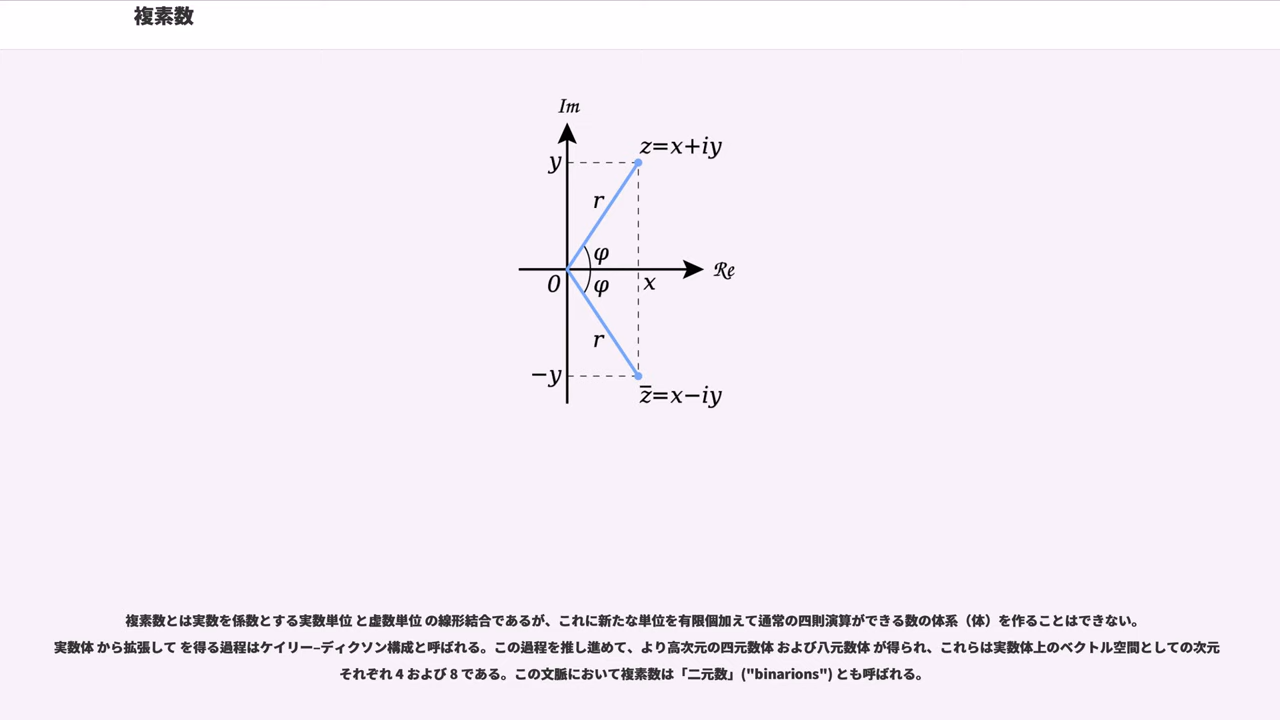 複素数
Im
z=x+iy
y
r
φ
Re
0
φ
x
r
−y
z̅=x−iy
複素数とは実数を係数とする実数単位 と虚数単位 の線形結合であるが、これに新たな単位を有限個加えて通常の四則演算ができる数の体系（体）を作ることはできない。
実数体 から拡張して を得る過程はケイリー–ディクソン構成と呼ばれる。この過程を推し進めて、より高次元の四元数体 および八元数体 が得られ、これらは実数体上のベクトル空間としての次元
それぞれ 4 および 8 である。この文脈において複素数は「二元数」("binarions") とも呼ばれる。